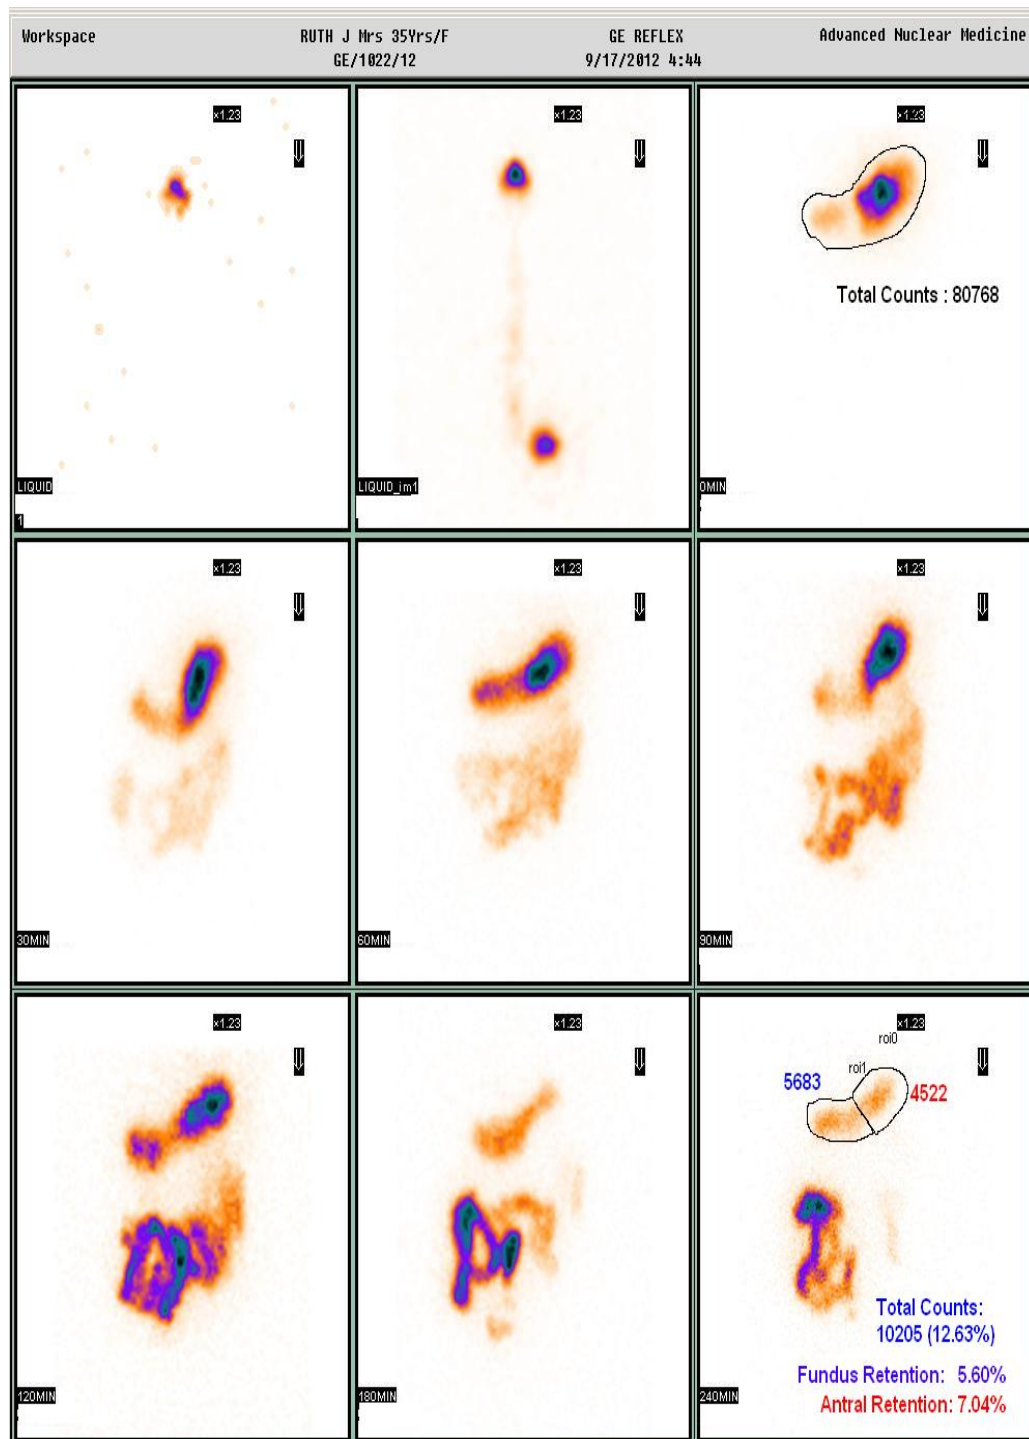 Workspace
RUTH J Mrs 35Yrs/F
GE REFLEX
Advanced Nuclear Medicine
GE/1022/12
9/17/2012 4:44
x1.23
LIQUID
1
x1.23
LIQUID_im1
x1.23
Total Counts : 80768
0MIN
x1.23
30MIN
x1.23
60MIN
x1.23
90MIN
x1.23
120MIN
x1.23
180MIN
x1.23
roi0
roi1
5683
4522
Total Counts:
10205 (12.63%)
Fundus Retention: 5.60%
Antral Retention: 7.04%
240MIN